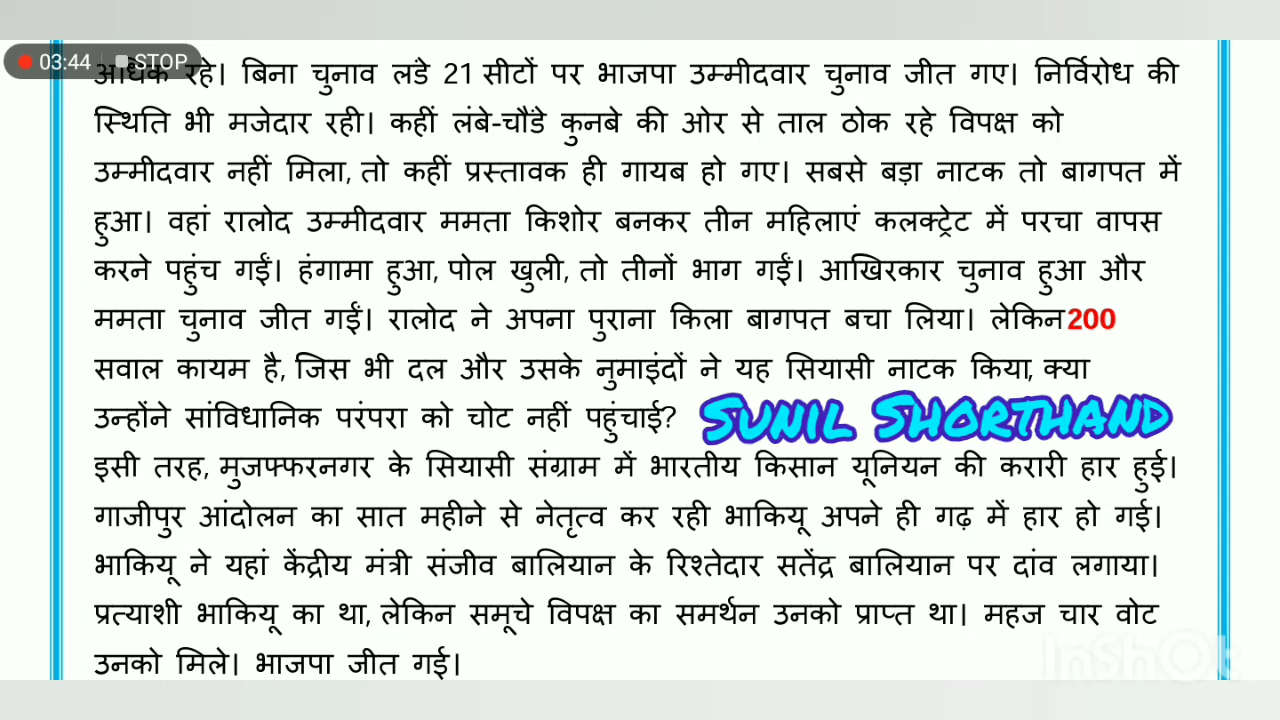 03:44 STOP
अधिक रहे। बिना चुनाव लडे 21 सीटों पर भाजपा उम्मीदवार चुनाव जीत गए। निर्विरोध की
स्थिति भी मजेदार रही। कहीं लंबे-चौंडे कुनबे की ओर से ताल ठोक रहे विपक्ष को
उम्मीदवार नहीं मिला, तो कहीं प्रस्तावक ही गायब हो गए। सबसे बड़ा नाटक तो बागपत में
हुआ। वहां रालोद उम्मीदवार ममता किशोर बनकर तीन महिलाएं कलक्ट्रेट में परचा वापस
करने पहुंच गईं। हंगामा हुआ, पोल खुली, तो तीनों भाग गईं। आखिरकार चुनाव हुआ और
ममता चुनाव जीत गईं। रालोद ने अपना पुराना किला बागपत बचा लिया। लेकिन 200
सवाल कायम है, जिस भी दल और उसके नुमाइंदों ने यह सियासी नाटक किया, क्या
उन्होंने सांविधानिक परंपरा को चोट नहीं पहुंचाई? SUNIL SHORTHAND
इसी तरह, मुजफ्फरनगर के सियासी संग्राम में भारतीय किसान यूनियन की करारी हार हुई।
गाजीपुर आंदोलन का सात महीने से नेतृत्व कर रही भाकियू अपने ही गढ़ में हार हो गई।
भाकियू ने यहां केंद्रीय मंत्री संजीव बालियान के रिश्तेदार सतेंद्र बालियान पर दांव लगाया।
प्रत्याशी भाकियू का था, लेकिन समूचे विपक्ष का समर्थन उनको प्राप्त था। महज चार वोट
उनको मिले। भाजपा जीत गई।
InShOt